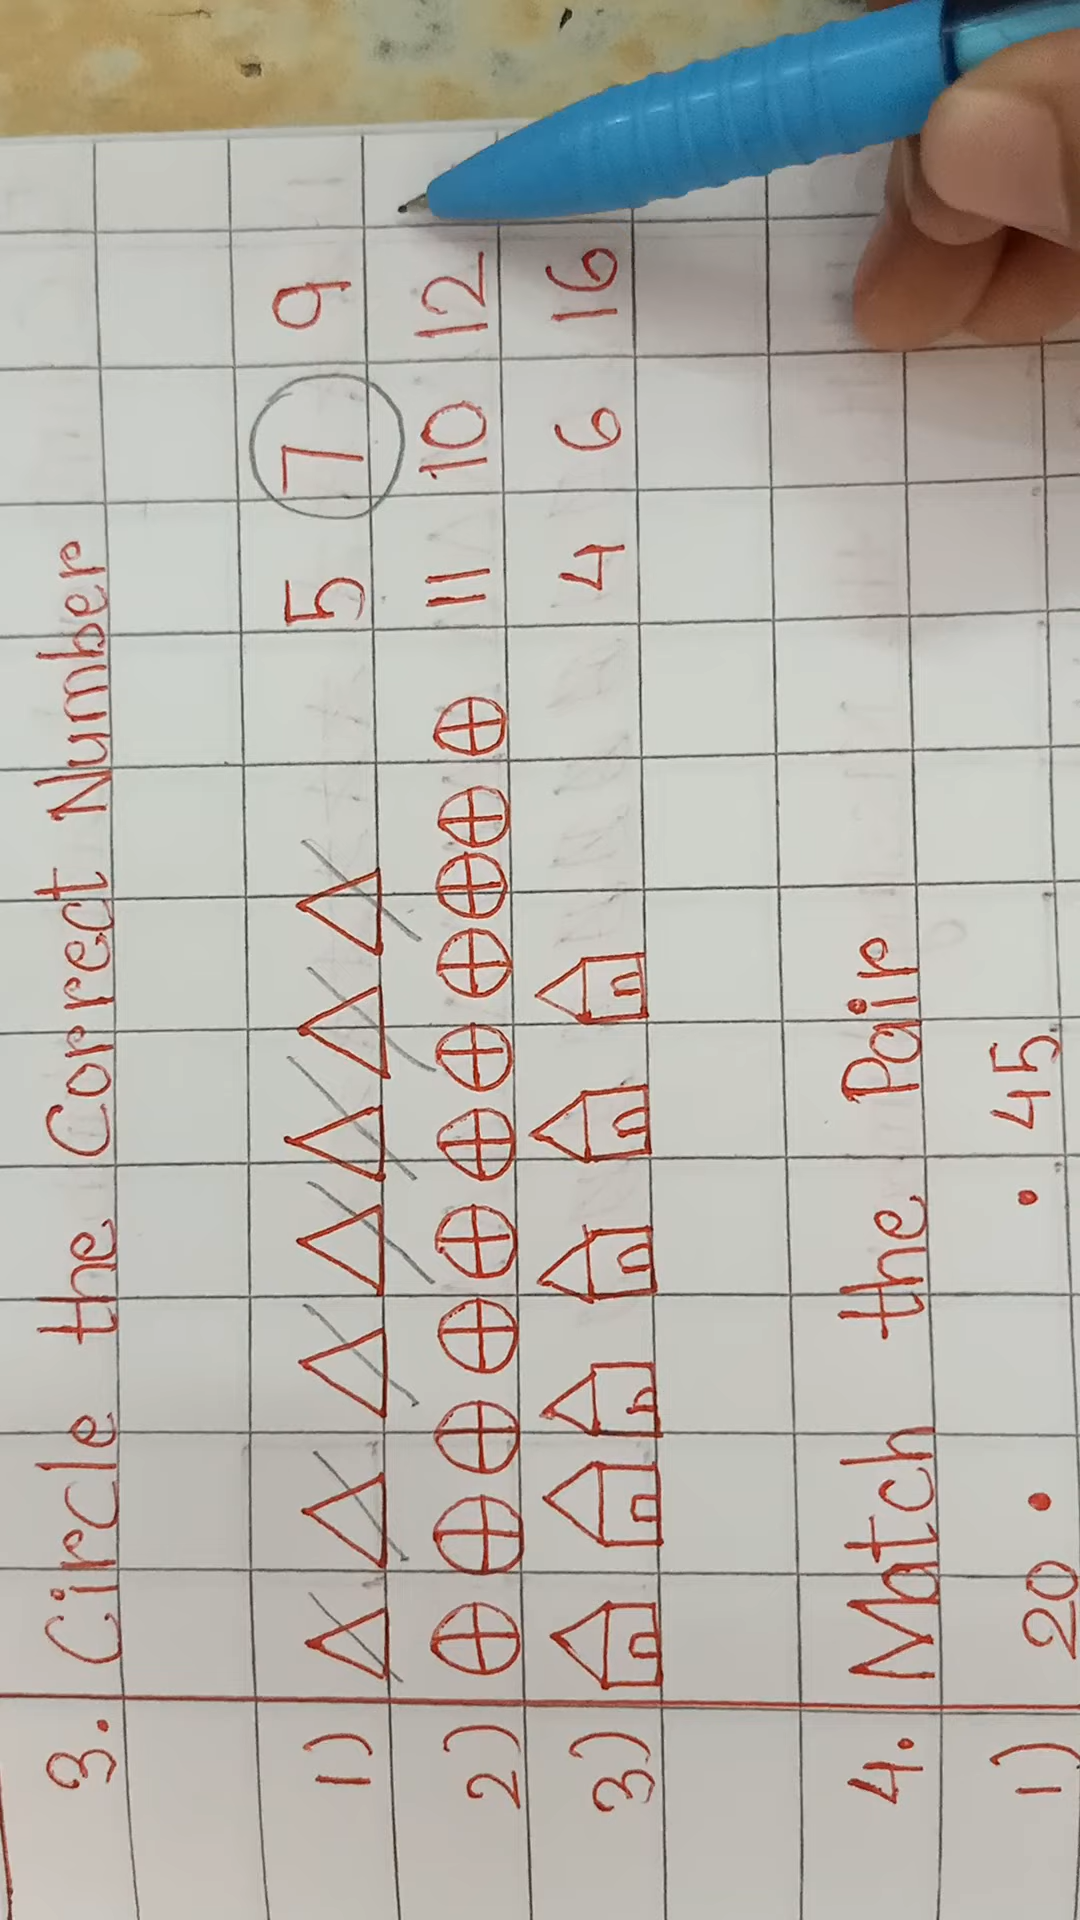 3. Circle the Correct Number
1) 5 7 9
2) 11 10 12
3) 4 6 16
4. Match the Pair
1) 20 • • 45